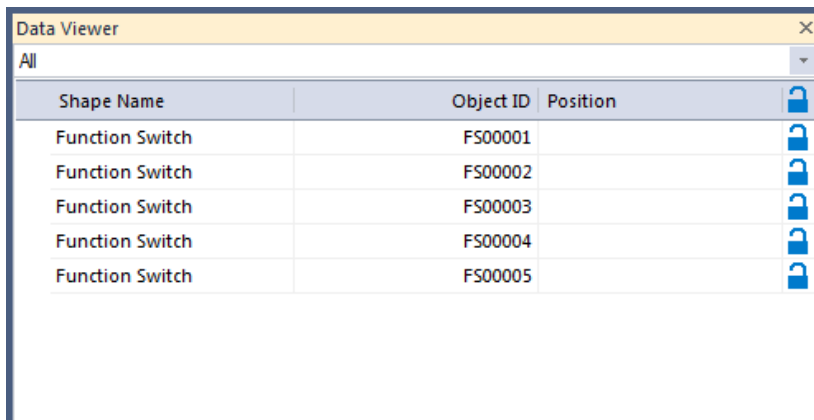 Data Viewer
All
Shape Name Object ID Position
Function Switch FS00001
Function Switch FS00002
Function Switch FS00003
Function Switch FS00004
Function Switch FS00005